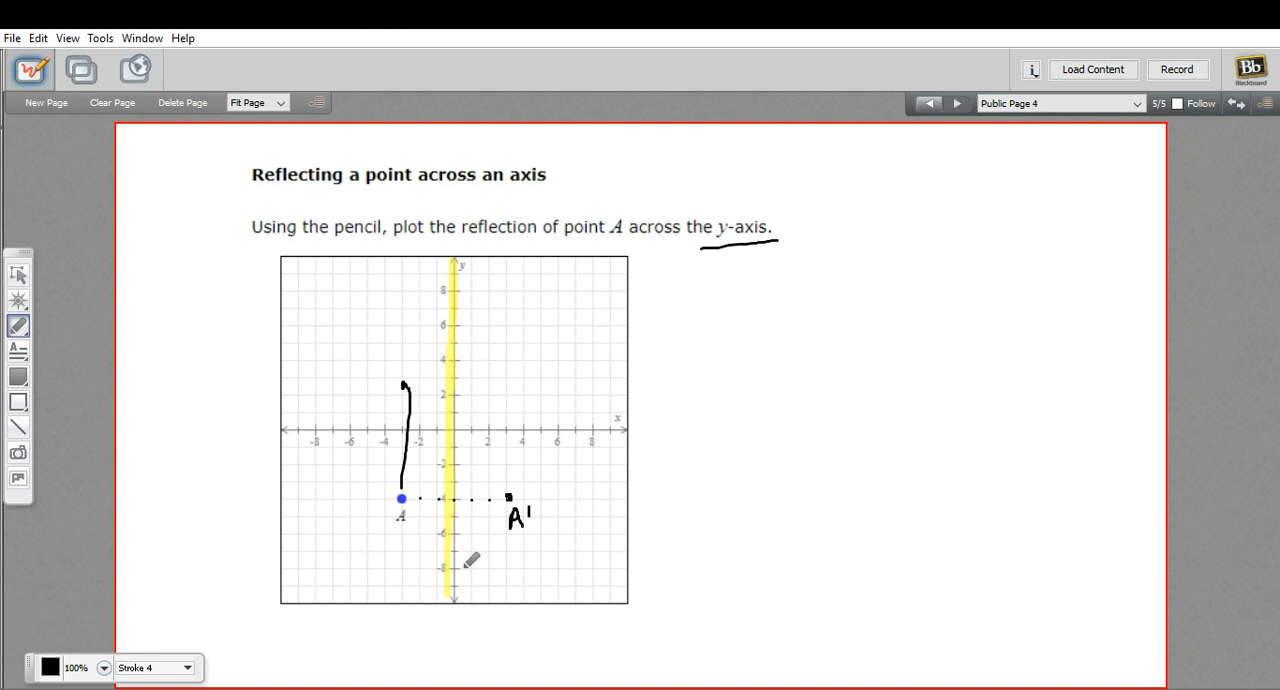 File Edit View Tools Window Help
i Load Content Record Bb Blackboard
New Page Clear Page Delete Page Fit Page Public Page 4 5/5 Follow
Reflecting a point across an axis
Using the pencil, plot the reflection of point A across the y-axis.
y
8
6
4
2
x
-8 -6 -4 -2 2 4 6 8
-2
A A'
-6
-8
A
100% Stroke 4